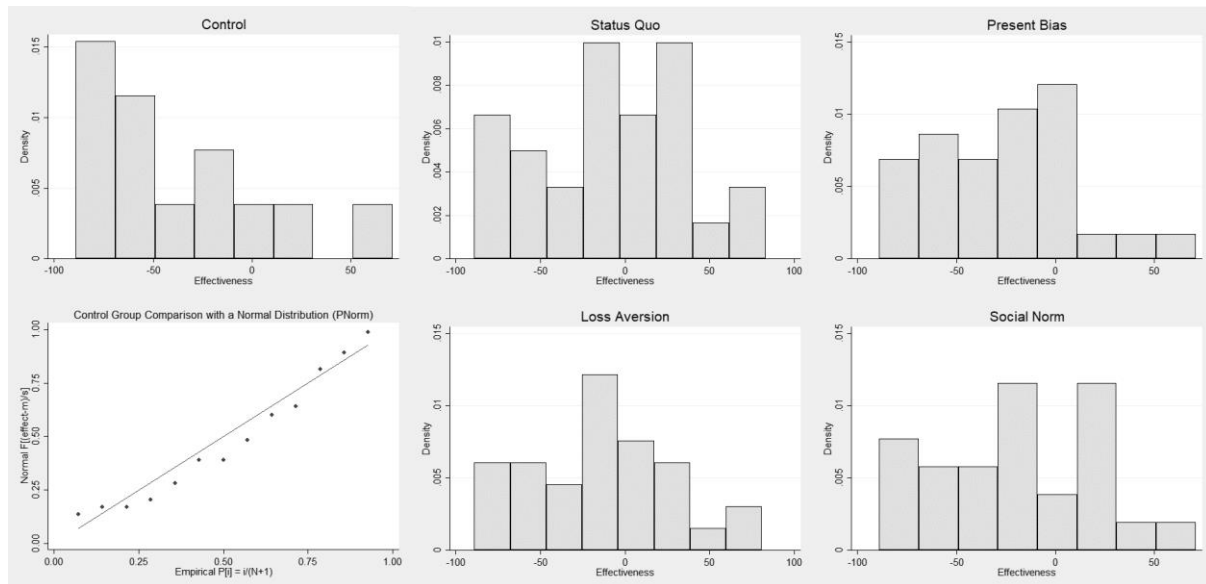 Control
.015
.01
.005
0
Density
-100 -50 0 50
Effectiveness
Status Quo
.01
.008
.006
.004
.002
0
Density
-100 -50 0 50 100
Effectiveness
Present Bias
.015
.01
.005
0
Density
-100 -50 0 50
Effectiveness
Control Group Comparison with a Normal Distribution (PNorm)
1.00
0.75
0.50
0.25
0.00
Normal F[(effect-m)/s]
0.00 0.25 0.50 0.75 1.00
Empirical P[i] = i/(N+1)
Loss Aversion
.015
.01
.005
0
Density
-100 -50 0 50 100
Effectiveness
Social Norm
.015
.01
.005
0
Density
-100 -50 0 50
Effectiveness